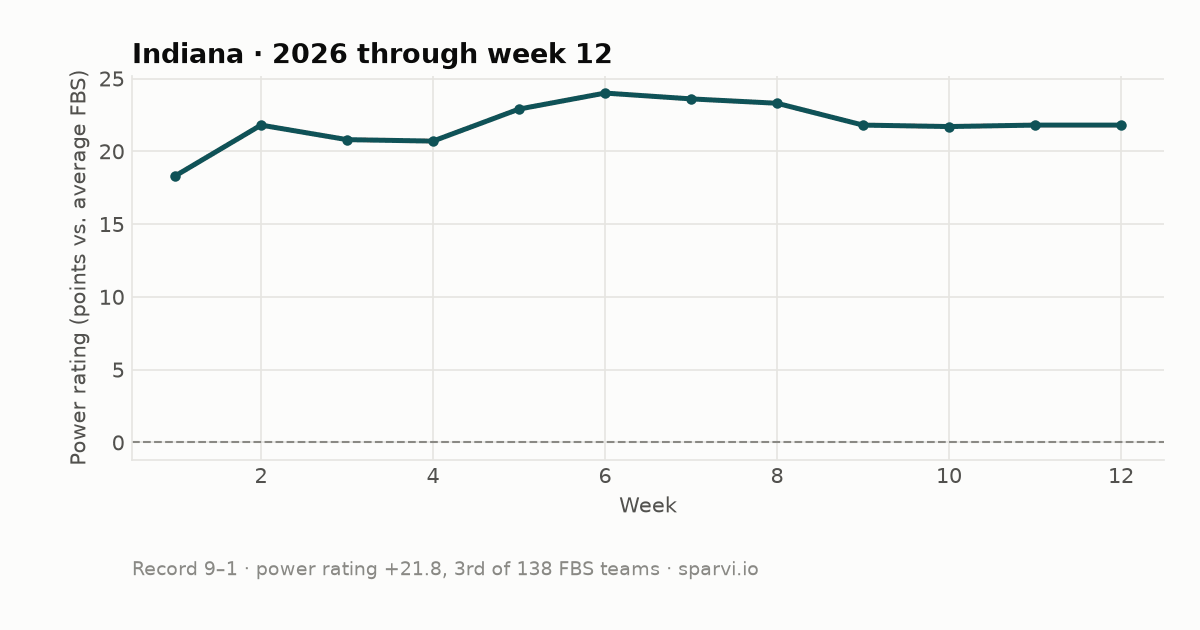 Indiana · 2026 through week 12
Power rating (points vs. average FBS)
25
20
15
10
5
0
2 4 6 8 10 12
Week
Record 9–1 · power rating +21.8, 3rd of 138 FBS teams · sparvi.io